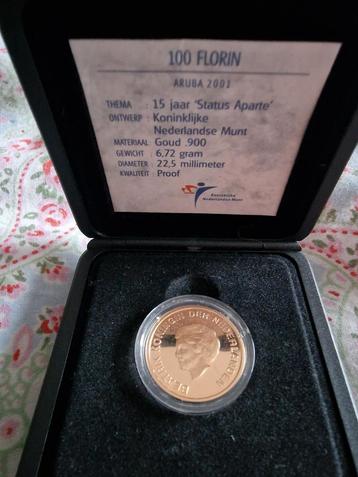 100 FLORIN
ARUBA 2001
THEMA : 15 jaar 'Status Aparte'
ONTWERP : Koninklijke
Nederlandse Munt
MATERIAAL : Goud .900
GEWICHT : 6,72 gram
DIAMETER : 22,5 millimeter
KWALITEIT : Proof
Koninklijke
Nederlandse Munt
BEATRIX KONINGIN DER NEDERLANDEN